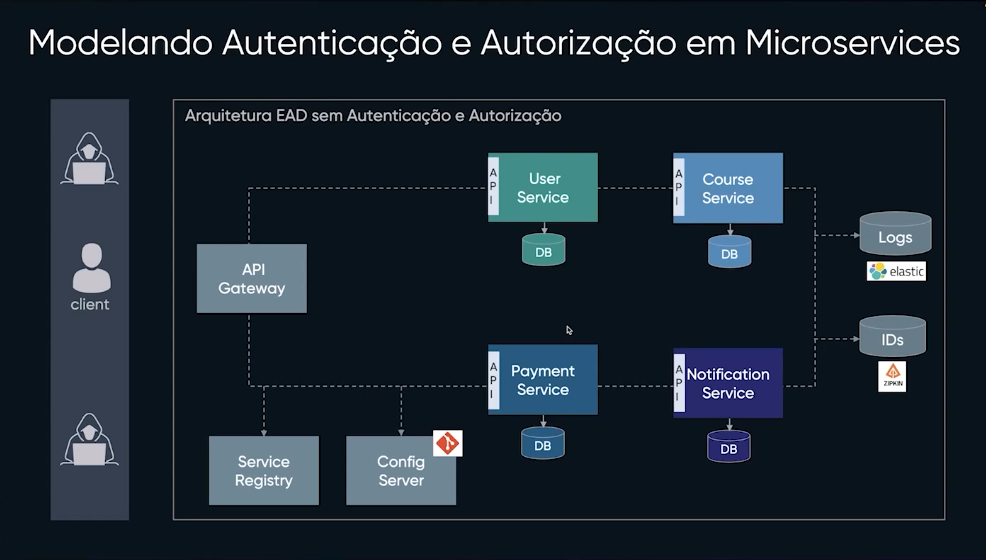 Modelando Autenticação e Autorização em Microservices
Arquitetura EAD sem Autenticação e Autorização
client
API
Gateway
API
User
Service
DB
API
Course
Service
DB
Logs
elastic
IDs
ZIPKIN
API
Payment
Service
DB
API
Notification
Service
DB
Service
Registry
Config
Server